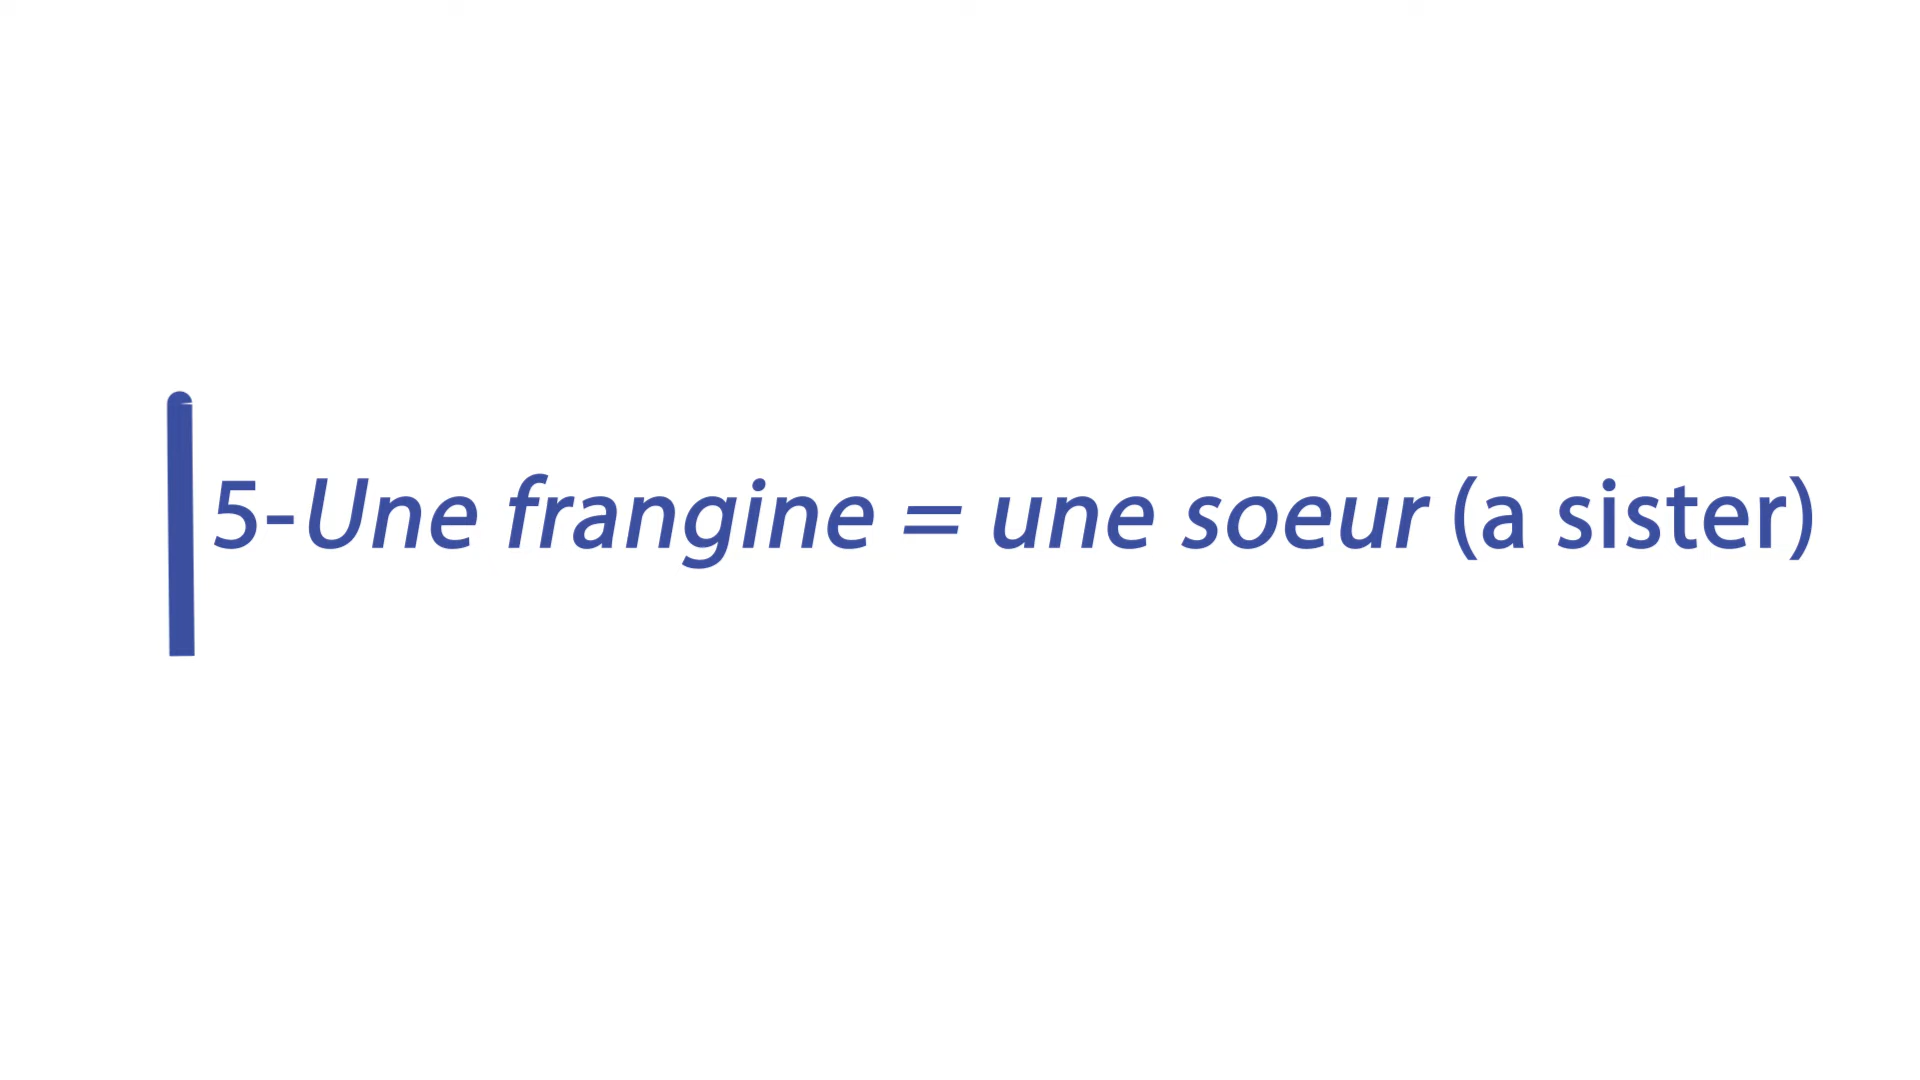 5-Une frangine = une soeur (a sister)